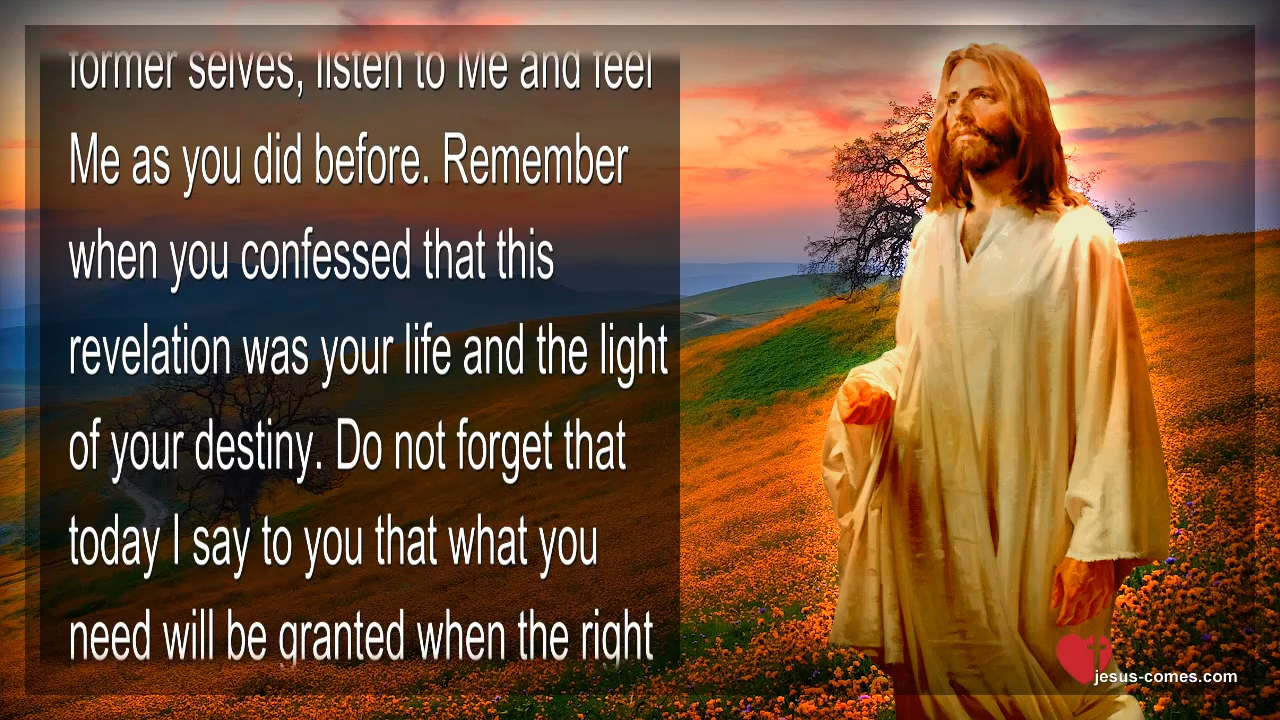 former selves, listen to Me and feel
Me as you did before. Remember
when you confessed that this
revelation was your life and the light
of your destiny. Do not forget that
today I say to you that what you
need will be granted when the right
jesus-comes.com